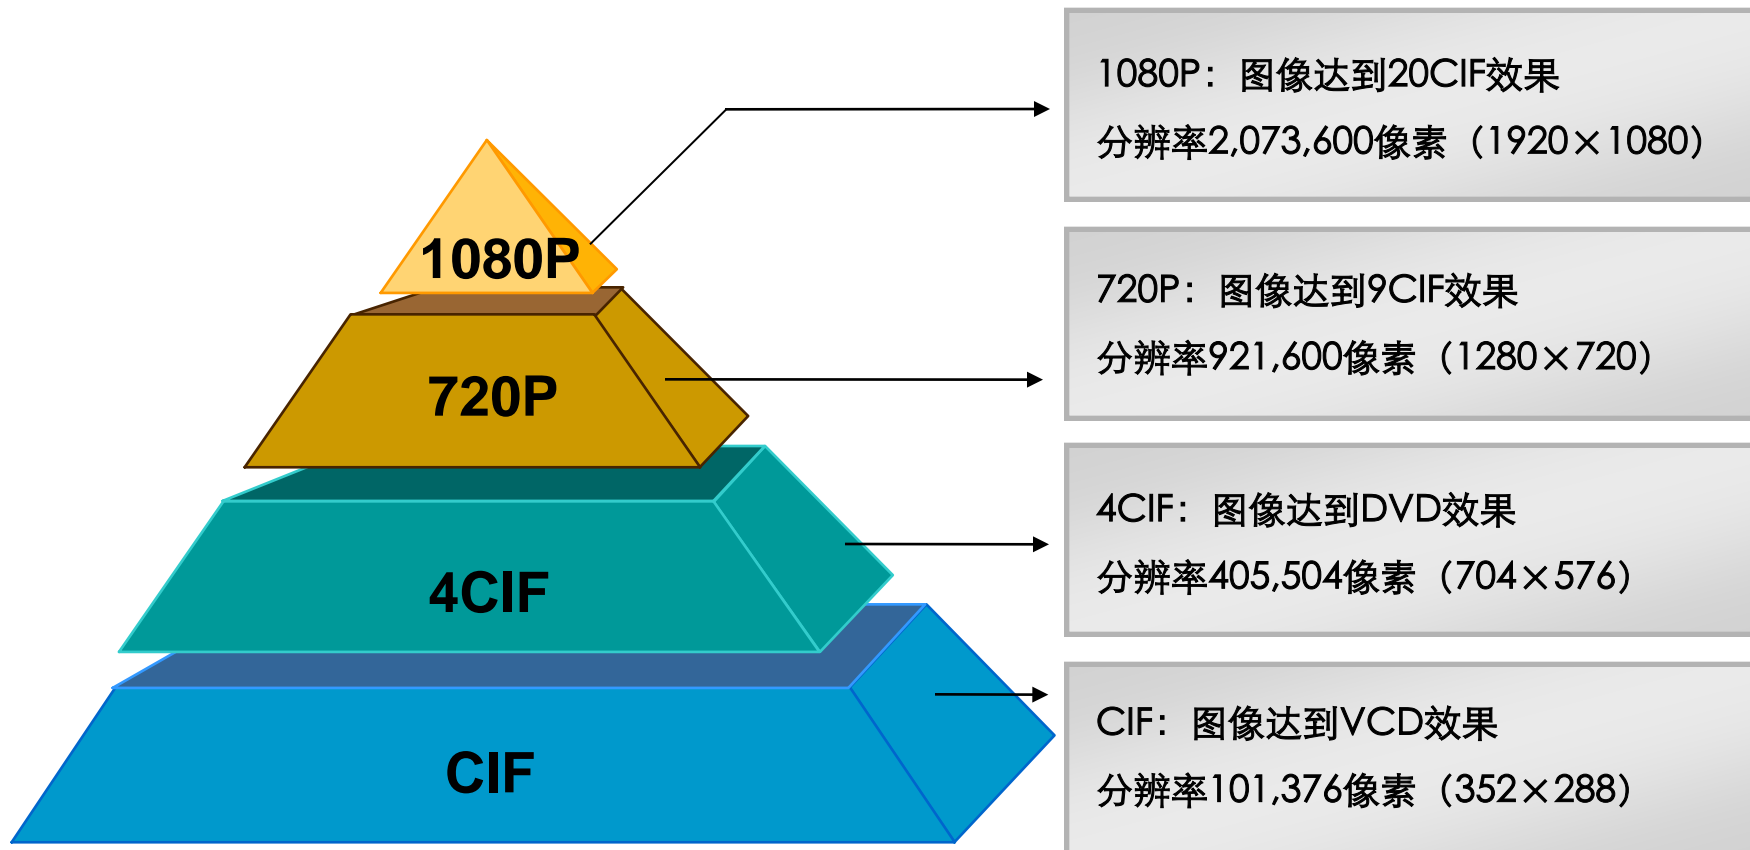 1080P
720P
4CIF
CIF
1080P：图像达到20CIF效果
分辨率2,073,600像素（1920×1080）
720P：图像达到9CIF效果
分辨率921,600像素（1280×720）
4CIF：图像达到DVD效果
分辨率405,504像素（704×576）
CIF：图像达到VCD效果
分辨率101,376像素（352×288）